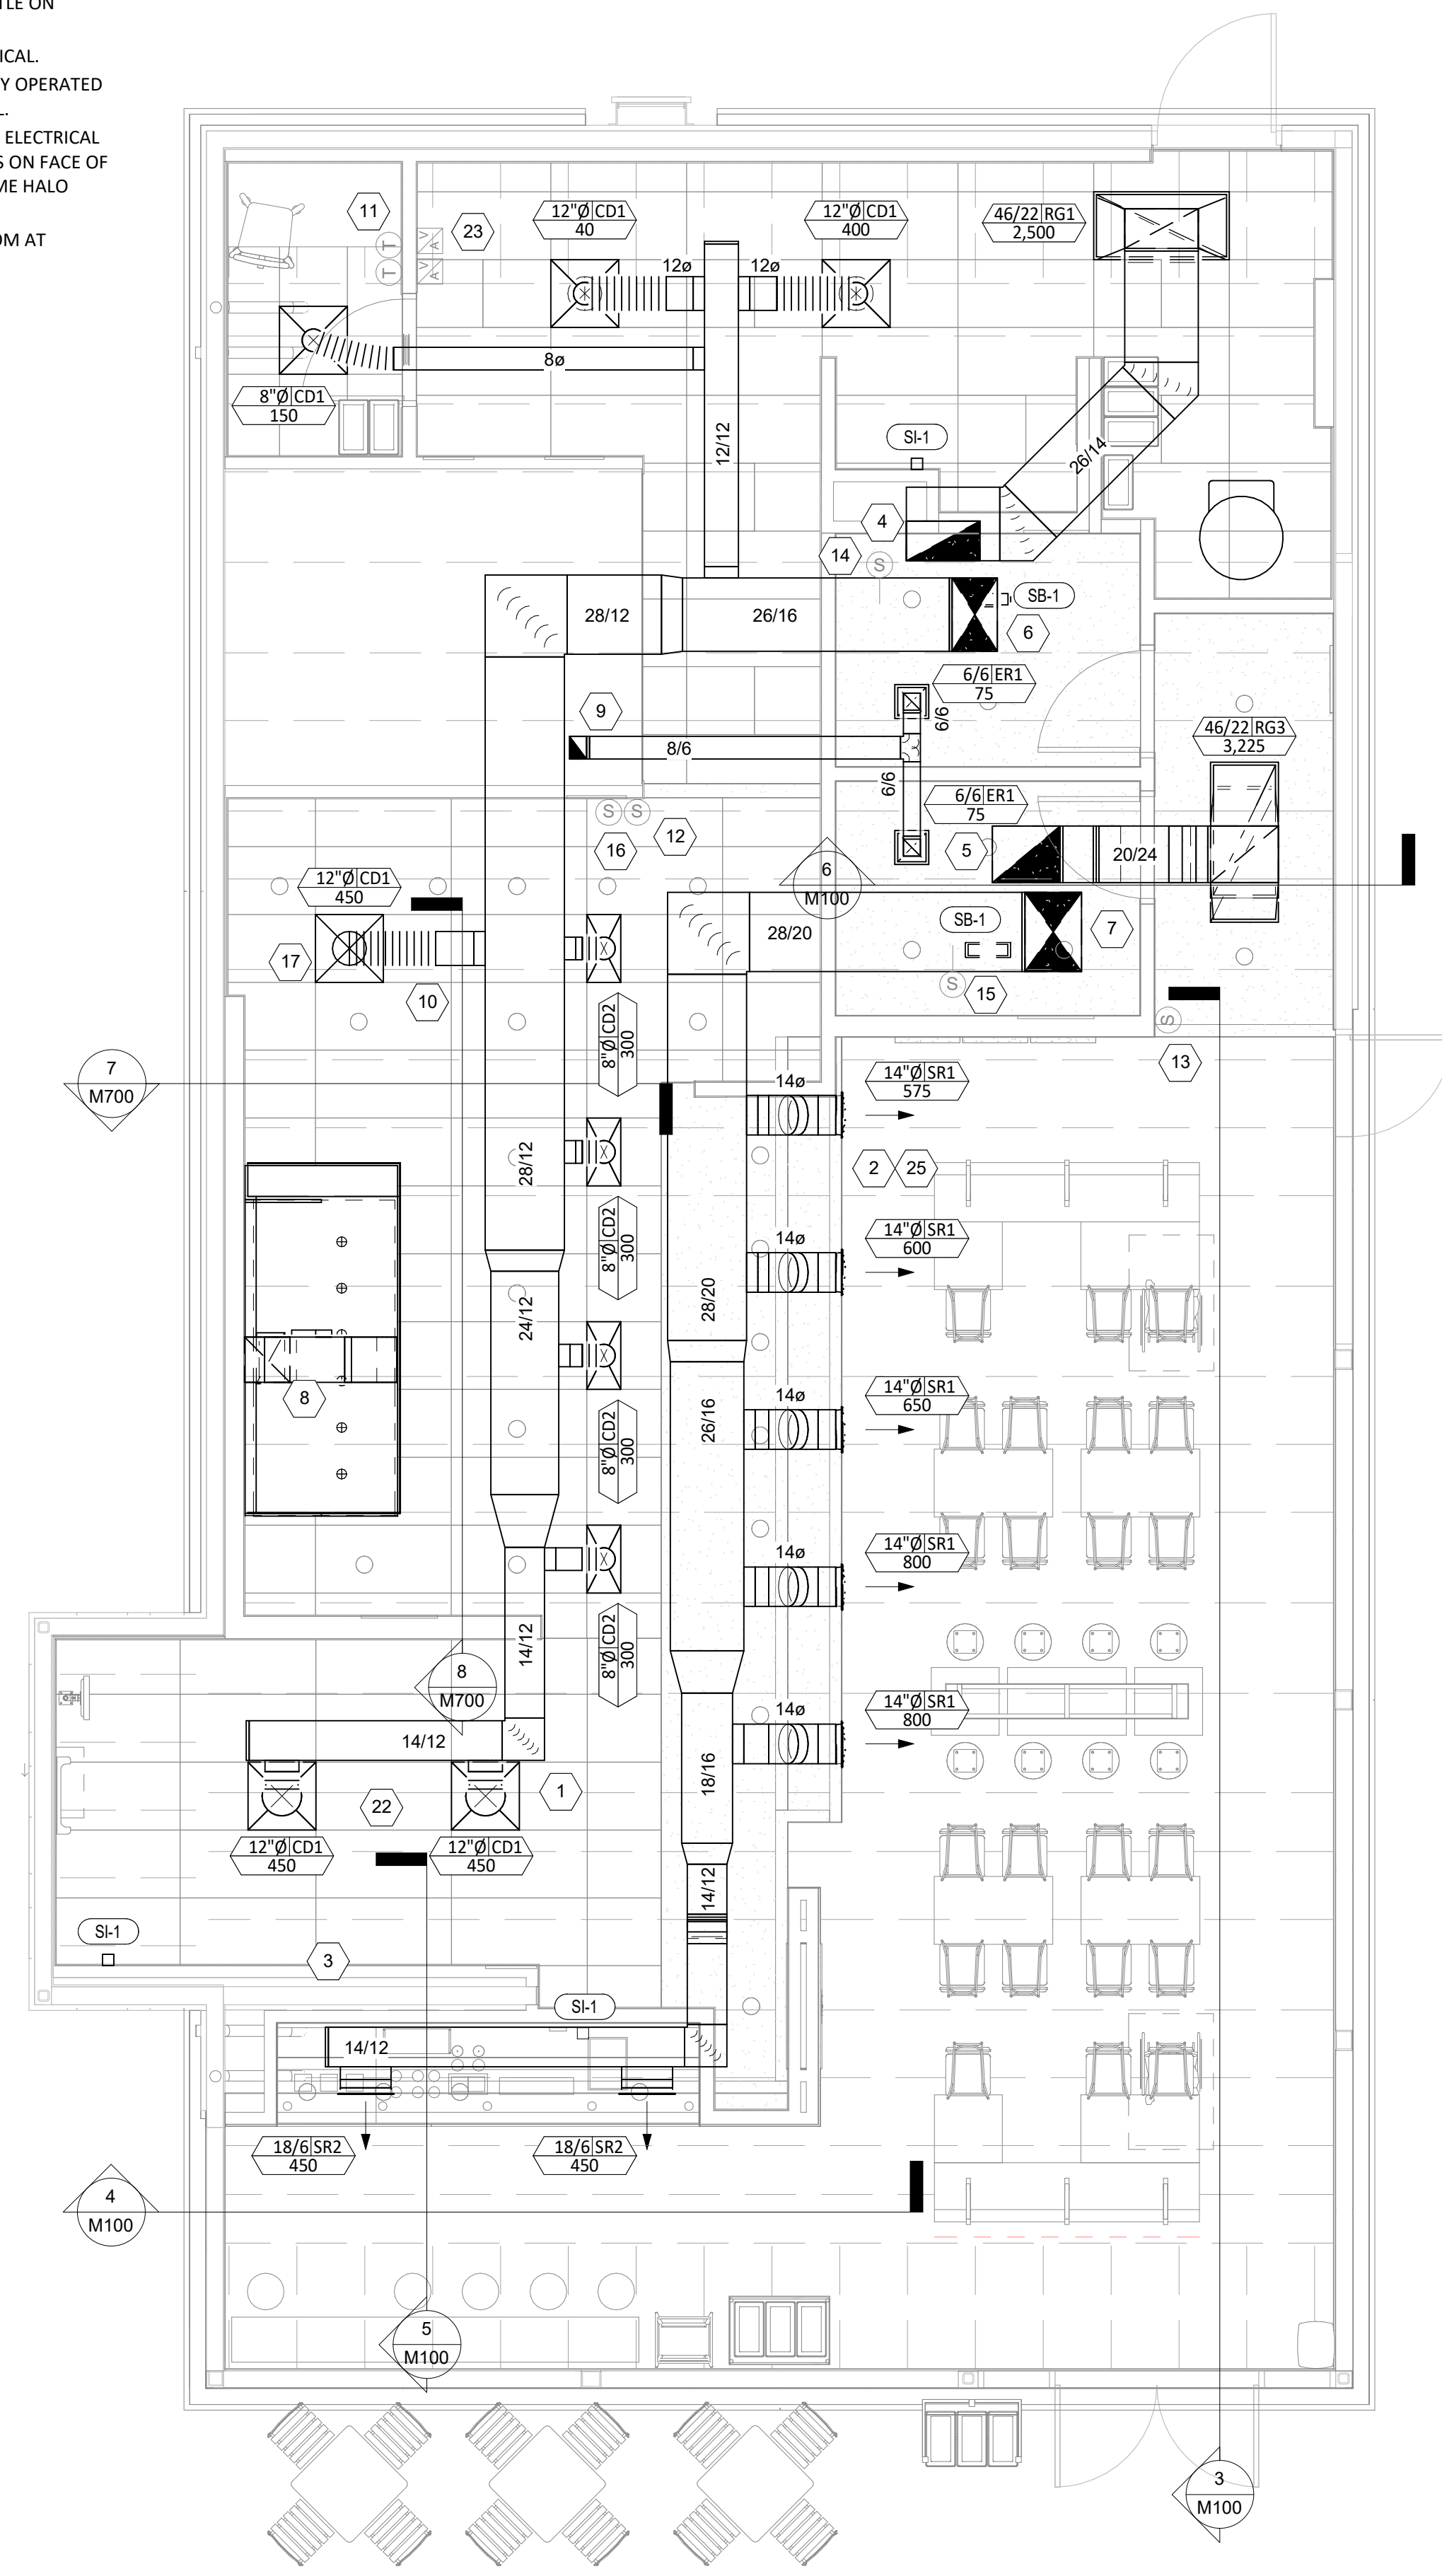 TLE ON
ICAL.
Y OPERATED
L.
ELECTRICAL
S ON FACE OF
ME HALO
OM AT
11
23
12"Ø CD1
40
12"Ø CD1
400
46/22 RG1
2,500
T
T
V
A
V
A
12ø
12ø
8ø
8"Ø CD1
150
12/12
SI-1
26/14
4
14
S
28/12
26/16
SB-1
6
6/6 ER1
75
9
6/6
8/6
46/22 RG3
3,225
6/6
6/6 ER1
75
S
S
12
16
5
20/24
6
M100
12"Ø CD1
450
28/20
SB-1
7
17
10
S
15
8"Ø CD2
300
S
13
7
M700
14ø
14"Ø SR1
575
28/12
2
25
8"Ø CD2
300
14ø
14"Ø SR1
600
24/12
28/20
8
14ø
14"Ø SR1
650
26/16
8"Ø CD2
300
14ø
14"Ø SR1
800
14/12
8"Ø CD2
300
8
M700
14ø
14"Ø SR1
800
14/12
18/16
1
22
12"Ø CD1
450
12"Ø CD1
450
14/12
SI-1
3
SI-1
14/12
18/6 SR2
450
18/6 SR2
450
4
M100
5
M100
3
M100